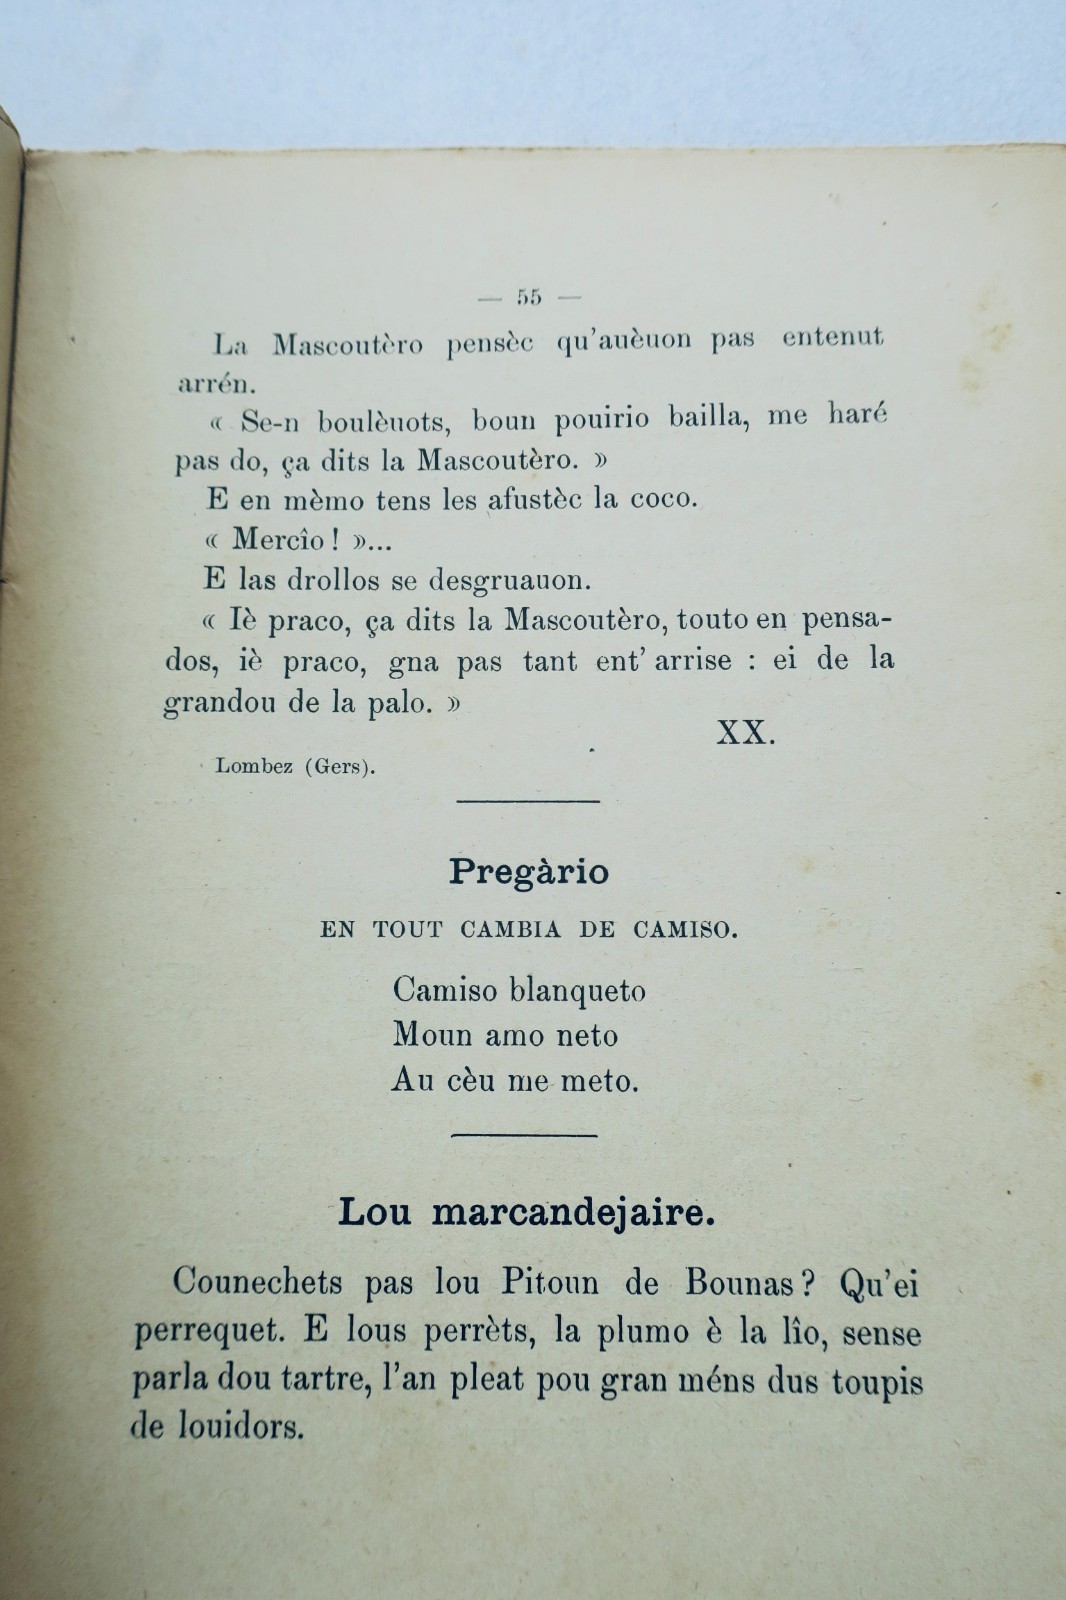 — 55 —
La Mascoutèro pensèc qu'auèuon pas entenut
arrén.
« Se-n boulèuots, boun pouirio bailla, me haré
pas do, ça dits la Mascoutèro. »
E en mèmo tens les afustèc la coco.
« Mercîo ! »...
E las drollos se desgruauon.
« Iè praco, ça dits la Mascoutèro, touto en pensa-
dos, iè praco, gna pas tant ent' arrise : ei de la
grandou de la palo. »
XX.
Lombez (Gers).
Pregàrio
EN TOUT CAMBIA DE CAMISO.
Camiso blanqueto
Moun amo neto
Au cèu me meto.
Lou marcandejaire.
Counechets pas lou Pitoun de Bounas ? Qu'ei
perrequet. E lous perrèts, la plumo è la lîo, sense
parla dou tartre, l'an pleat pou gran méns dus toupis
de louidors.